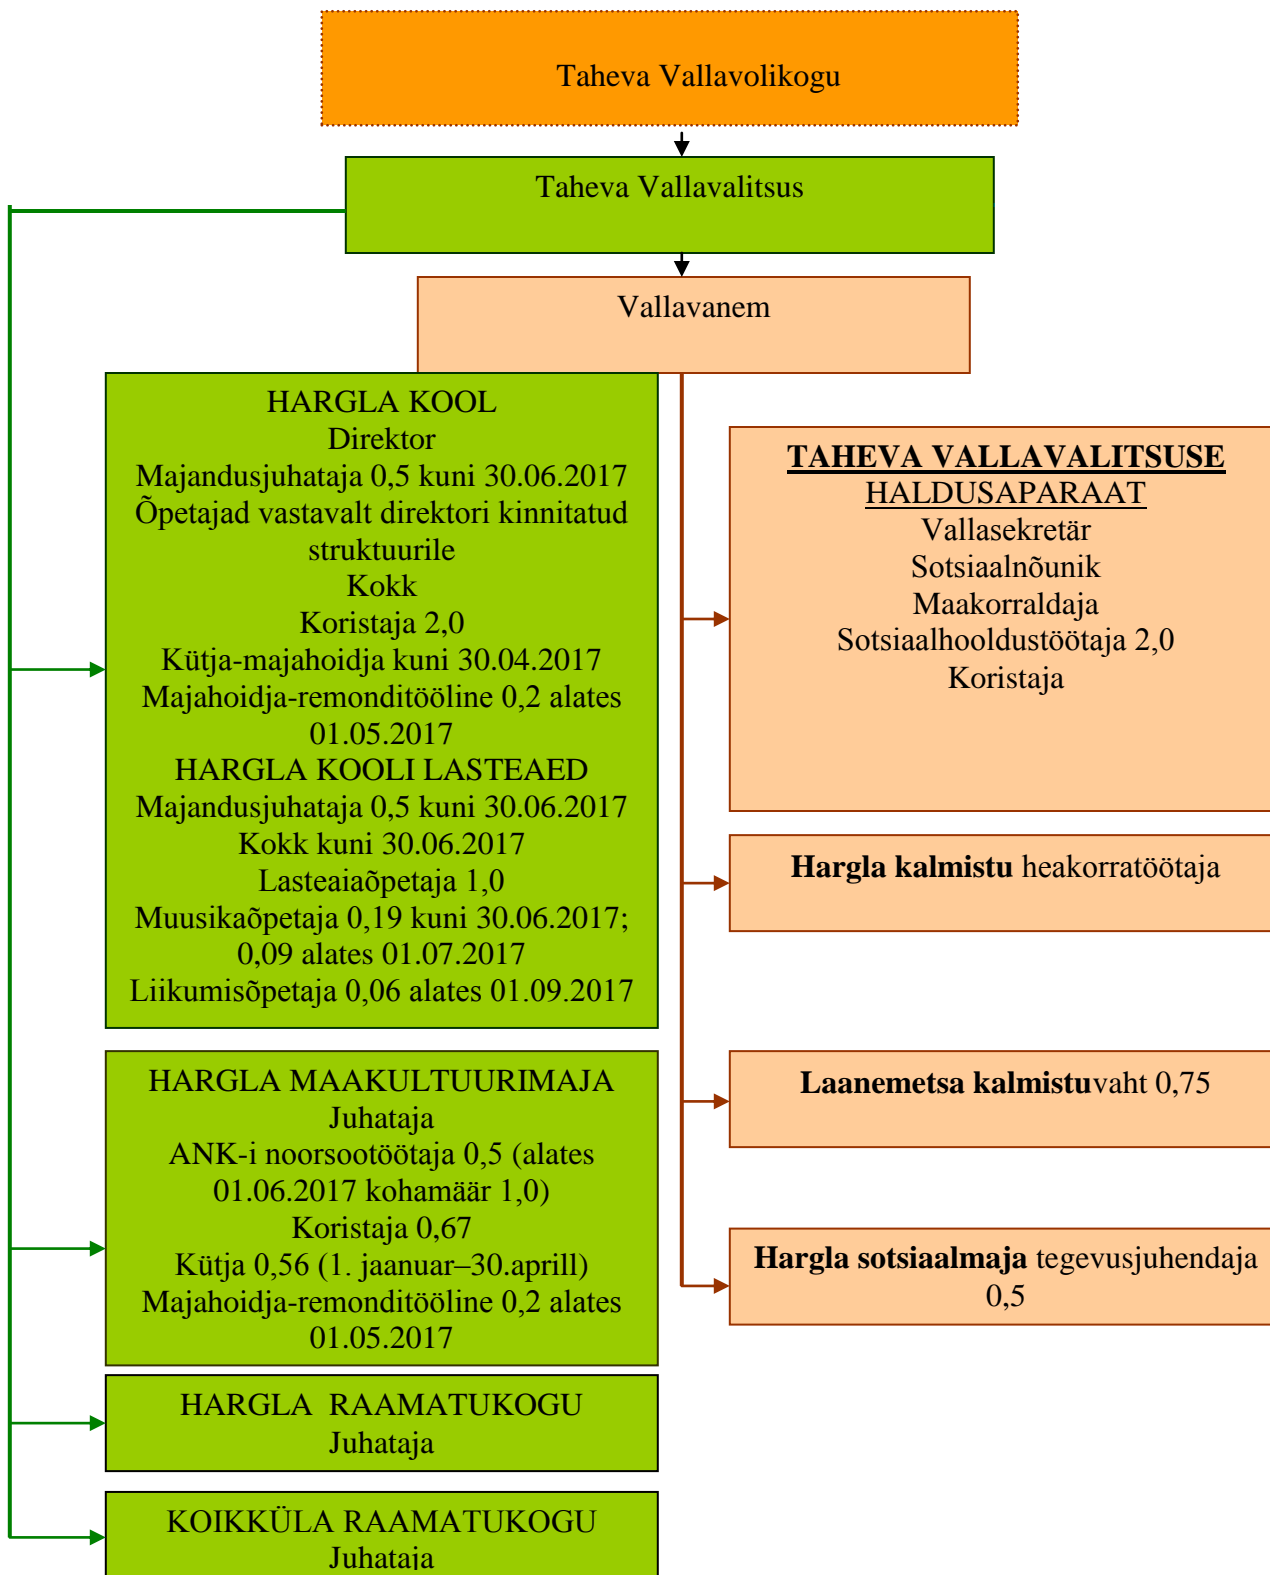 Taheva Vallavolikogu
Taheva Vallavalitsus
Vallavanem
HARGLA KOOL
Direktor
Majandusjuhataja 0,5 kuni 30.06.2017
Õpetajad vastavalt direktori kinnitatud
struktuurile
Kokk
Koristaja 2,0
Kütja-majahoidja kuni 30.04.2017
Majahoidja-remonditööline 0,2 alates
01.05.2017
HARGLA KOOLI LASTEAED
Majandusjuhataja 0,5 kuni 30.06.2017
Kokk kuni 30.06.2017
Lasteaiaõpetaja 1,0
Muusikaõpetaja 0,19 kuni 30.06.2017;
0,09 alates 01.07.2017
Liikumisõpetaja 0,06 alates 01.09.2017
HARGLA MAAKULTUURIMAJA
Juhataja
ANK-i noorsootöötaja 0,5 (alates
01.06.2017 kohamäär 1,0)
Koristaja 0,67
Kütja 0,56 (1. jaanuar–30.aprill)
Majahoidja-remonditööline 0,2 alates
01.05.2017
HARGLA RAAMATUKOGU
Juhataja
KOIKKÜLA RAAMATUKOGU
Juhataja
TAHEVA VALLAVALITSUSE
HALDUSAPARAAT
Vallasekretär
Sotsiaalnõunik
Maakorraldaja
Sotsiaalhooldustöötaja 2,0
Koristaja
Hargla kalmistu heakorratöötaja
Laanemetsa kalmistuvaht 0,75
Hargla sotsiaalmaja tegevusjuhendaja
0,5